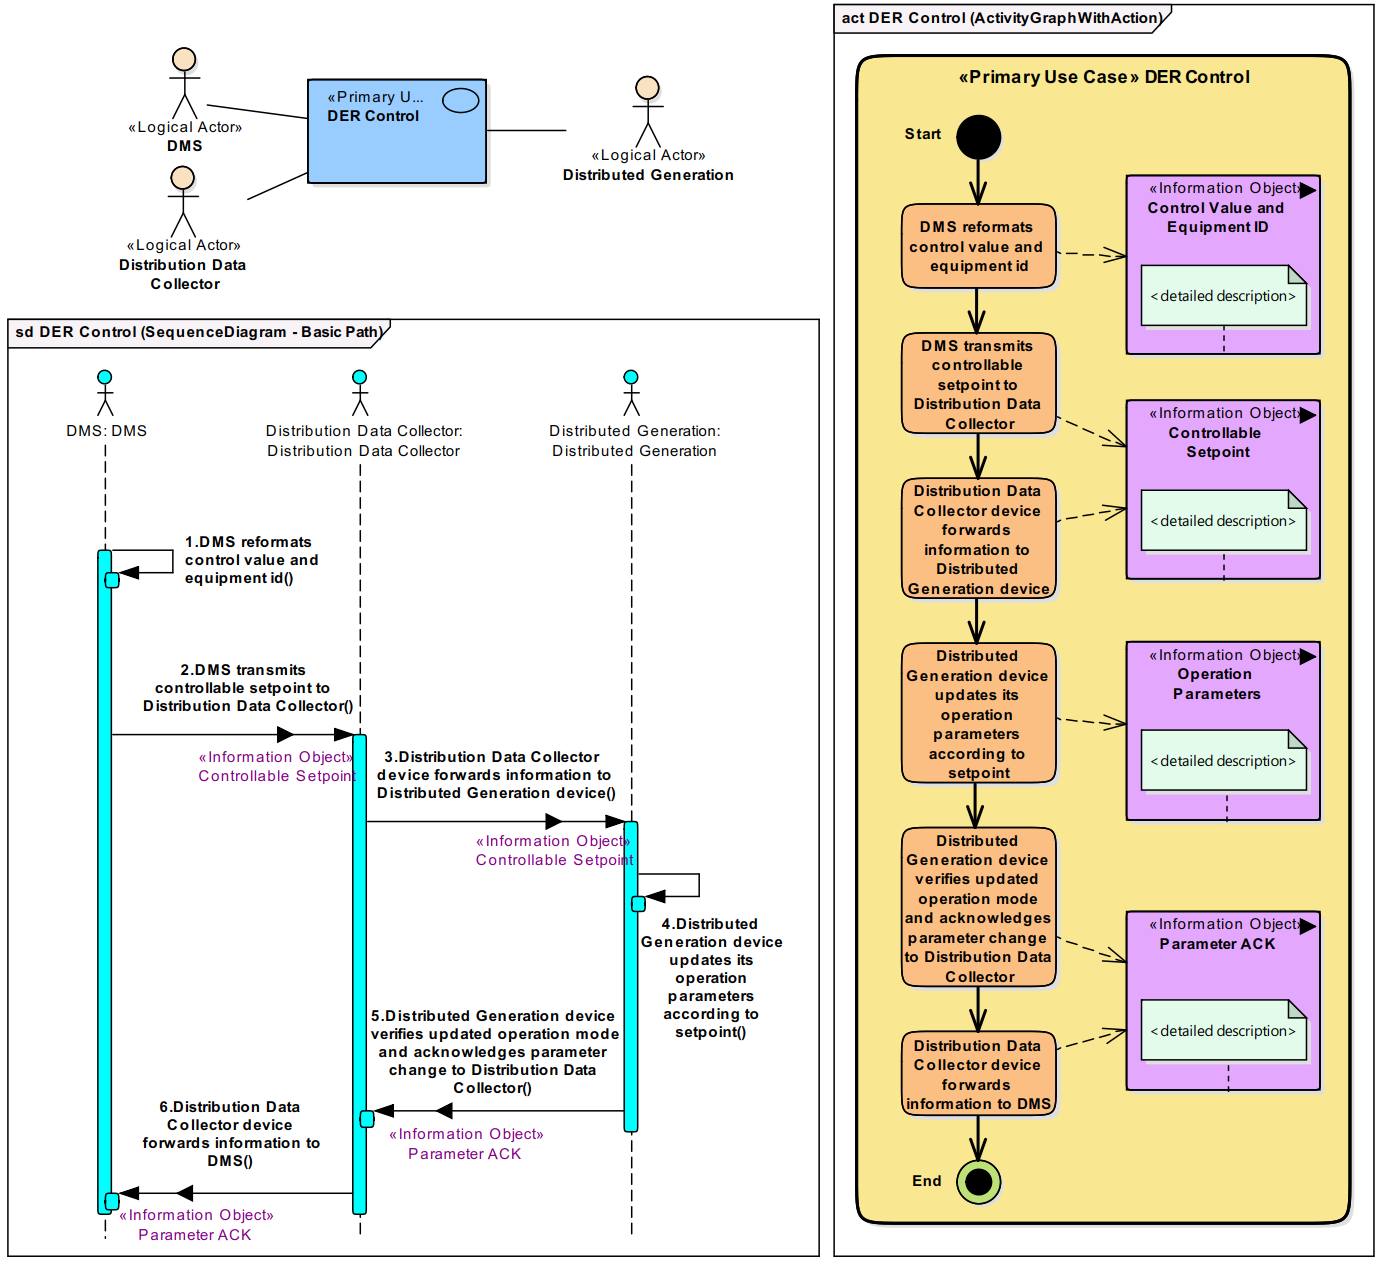 «Logical Actor»
DMS
«Logical Actor»
Distribution Data
Collector
«Primary U...
DER Control
«Logical Actor»
Distributed Generation
sd DER Control (SequenceDiagram - Basic Path)
DMS: DMS
Distribution Data Collector:
Distribution Data Collector
Distributed Generation:
Distributed Generation
1.DMS reformats
control value and
equipment id()
2.DMS transmits
controllable setpoint to
Distribution Data Collector()
«Information Object»
Controllable Setpoint
3.Distribution Data Collector
device forwards information to
Distributed Generation device()
«Information Object»
Controllable Setpoint
4.Distributed
Generation device
updates its
operation
parameters
according to
setpoint()
5.Distributed Generation device
verifies updated operation mode
and acknowledges parameter
change to Distribution Data
Collector()
«Information Object»
Parameter ACK
6.Distribution Data
Collector device
forwards information to
DMS()
«Information Object»
Parameter ACK
act DER Control (ActivityGraphWithAction)
«Primary Use Case» DER Control
Start
DMS reformats
control value and
equipment id
DMS transmits
controllable
setpoint to
Distribution Data
Collector
Distribution Data
Collector device
forwards
information to
Distributed
Generation device
Distributed
Generation device
updates its
operation
parameters
according to
setpoint
Distributed
Generation device
verifies updated
operation mode
and acknowledges
parameter change
to Distribution Data
Collector
Distribution Data
Collector device
forwards
information to DMS
End
«Information Object»
Control Value and
Equipment ID
<detailed description>
«Information Object»
Controllable
Setpoint
<detailed description>
«Information Object»
Operation
Parameters
<detailed description>
«Information Object»
Parameter ACK
<detailed description>